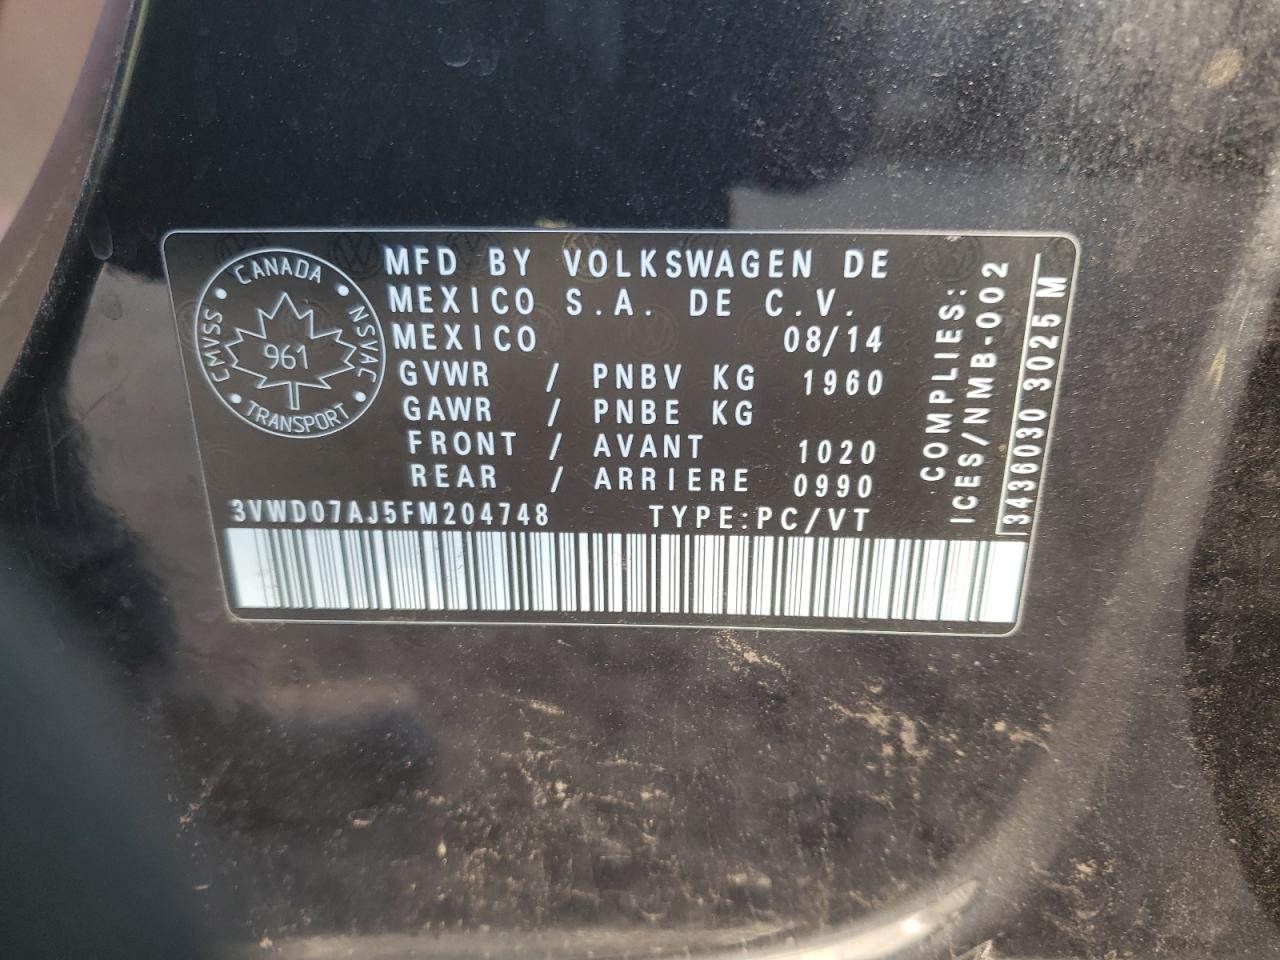 CANADA
CMVSS • NSVAC
961
TRANSPORT
MFD BY VOLKSWAGEN DE
MEXICO S.A. DE C.V.
MEXICO 08/14
GVWR / PNBV KG 1960
GAWR / PNBE KG
FRONT / AVANT 1020
REAR / ARRIERE 0990
3VWD07AJ5FM204748 TYPE:PC/VT
COMPLIES:
ICES/NMB-002
3436030 3025 M